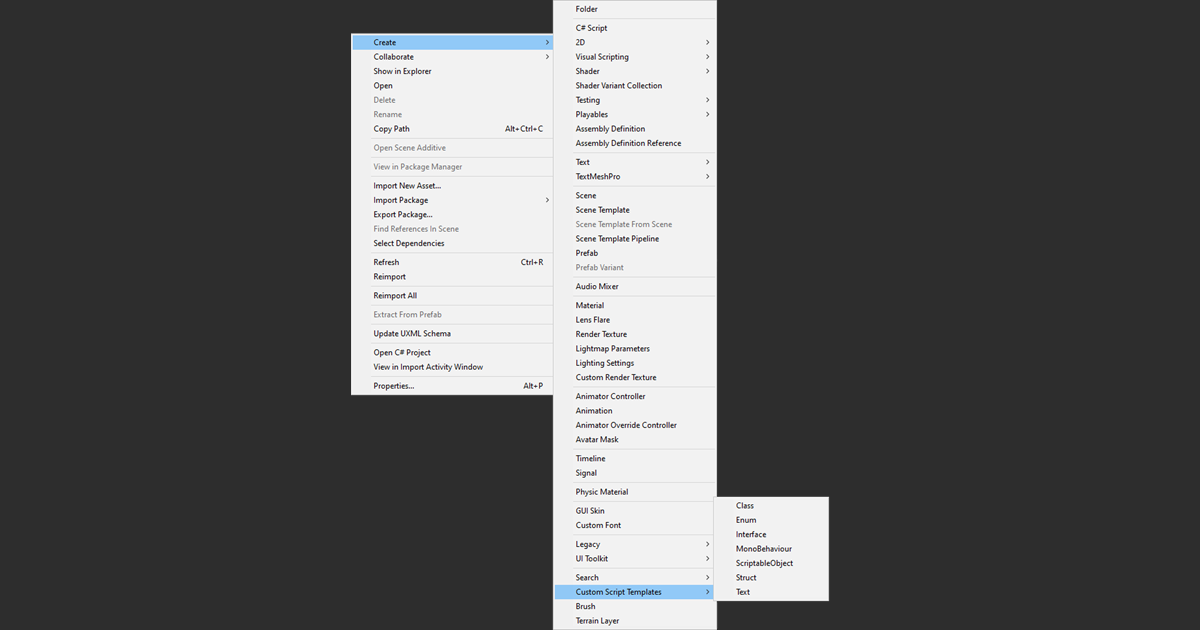 Create
Collaborate
Show in Explorer
Open
Delete
Rename
Copy Path Alt+Ctrl+C
Open Scene Additive
View in Package Manager
Import New Asset...
Import Package
Export Package...
Find References In Scene
Select Dependencies
Refresh Ctrl+R
Reimport
Reimport All
Extract From Prefab
Update UXML Schema
Open C# Project
View in Import Activity Window
Properties... Alt+P
Folder
C# Script
2D
Visual Scripting
Shader
Shader Variant Collection
Testing
Playables
Assembly Definition
Assembly Definition Reference
Text
TextMeshPro
Scene
Scene Template
Scene Template From Scene
Scene Template Pipeline
Prefab
Prefab Variant
Audio Mixer
Material
Lens Flare
Render Texture
Lightmap Parameters
Lighting Settings
Custom Render Texture
Animator Controller
Animation
Animator Override Controller
Avatar Mask
Timeline
Signal
Physic Material
GUI Skin
Custom Font
Legacy
UI Toolkit
Search
Custom Script Templates
Brush
Terrain Layer
Class
Enum
Interface
MonoBehaviour
ScriptableObject
Struct
Text